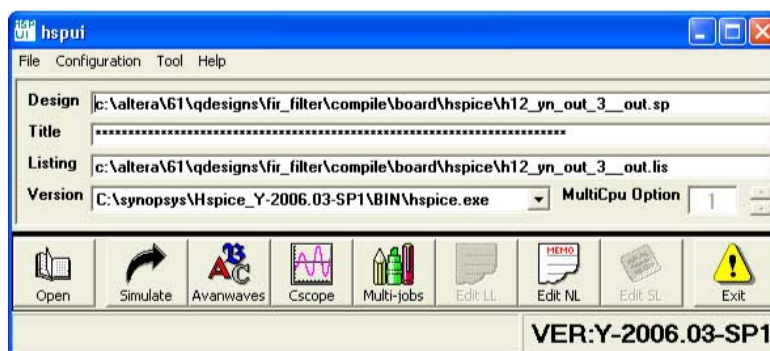 hspui
File Configuration Tool Help
Design c:\altera\61\qdesigns\fir_filter\compile\board\hspice\h12_yn_out_3__out.sp
Title ************************************************************************
Listing c:\altera\61\qdesigns\fir_filter\compile\board\hspice\h12_yn_out_3__out.lis
Version C:\synopsys\Hspice_Y-2006.03-SP1\BIN\hspice.exe MultiCpu Option 1
MEMO
Open Simulate Avanwaves Cscope Multi-jobs Edit LL Edit NL Edit SL Exit
VER:Y-2006.03-SP1